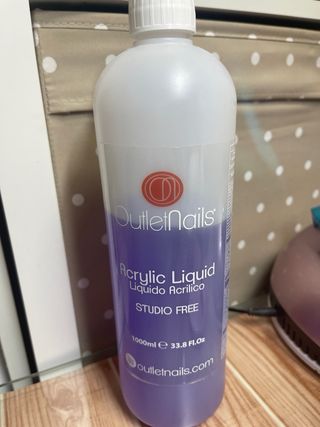 OutletNails®
Acrylic Liquid
Líquido Acrílico
STUDIO FREE
1000ml ℮ 33.8 Fl.Oz
outletnails.com